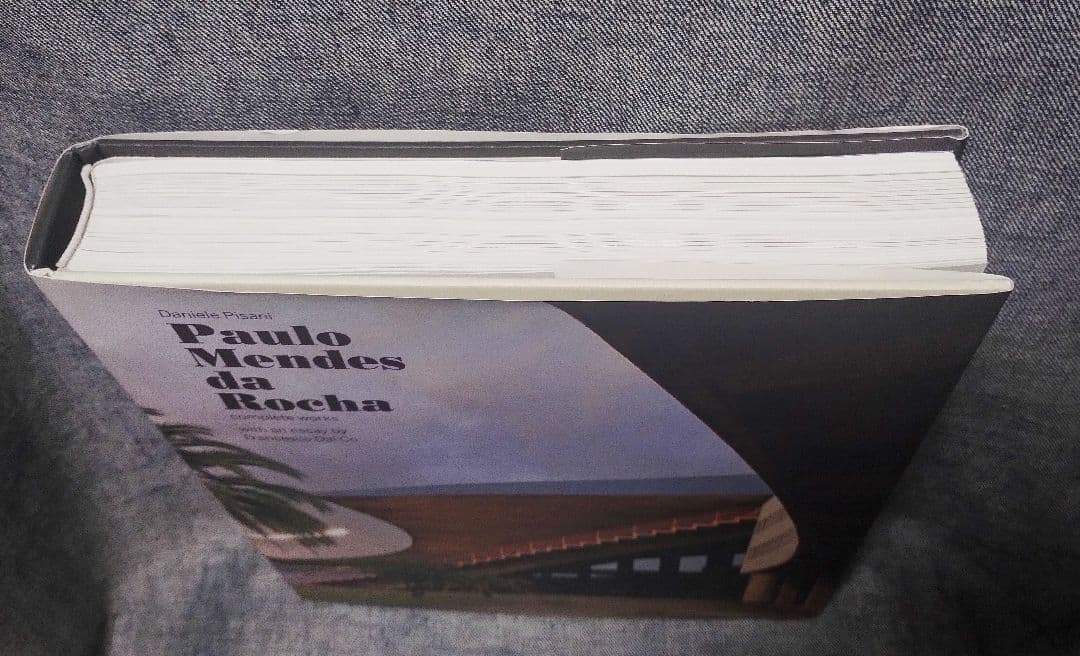 Daniele Pisani
Paulo
Mendes
da
Rocha
complete works
with an essay by
Francesco Dal Co